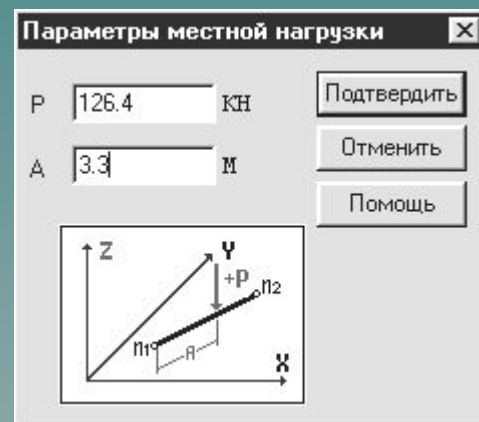 Параметры местной нагрузки
P 126.4 КН
A 3.3 М
Подтвердить
Отменить
Помощь
Z Y
+P
n2
n1
A
X